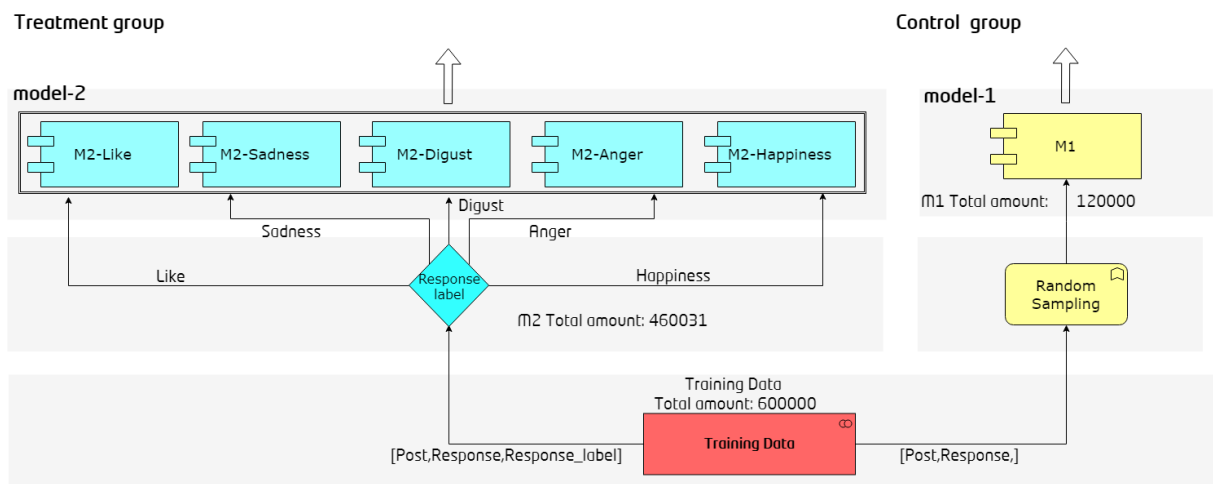 Treatment group
Control group
model-2
model-1
M2-Like
M2-Sadness
M2-Digust
M2-Anger
M2-Happiness
M1
Digust
M1 Total amount: 120000
Sadness
Anger
Like
Response
label
Happiness
Random
Sampling
M2 Total amount: 460031
Training Data
Total amount: 600000
Training Data
[Post,Response,Response_label]
[Post,Response,]